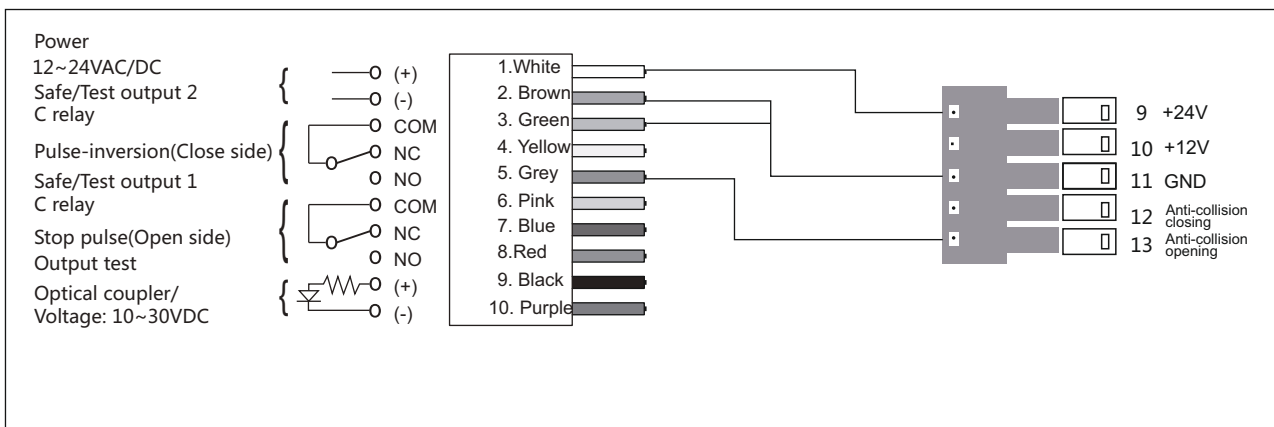 Power
12~24VAC/DC
Safe/Test output 2
C relay
Pulse-inversion(Close side)
Safe/Test output 1
C relay
Stop pulse(Open side)
Output test
Optical coupler/
Voltage: 10~30VDC
(+)
(-)
COM
NC
NO
COM
NC
NO
(+)
(-)
1.White
2. Brown
3. Green
4. Yellow
5. Grey
6. Pink
7. Blue
8.Red
9. Black
10. Purple
9 +24V
10 +12V
11 GND
12 Anti-collision
closing
13 Anti-collision
opening